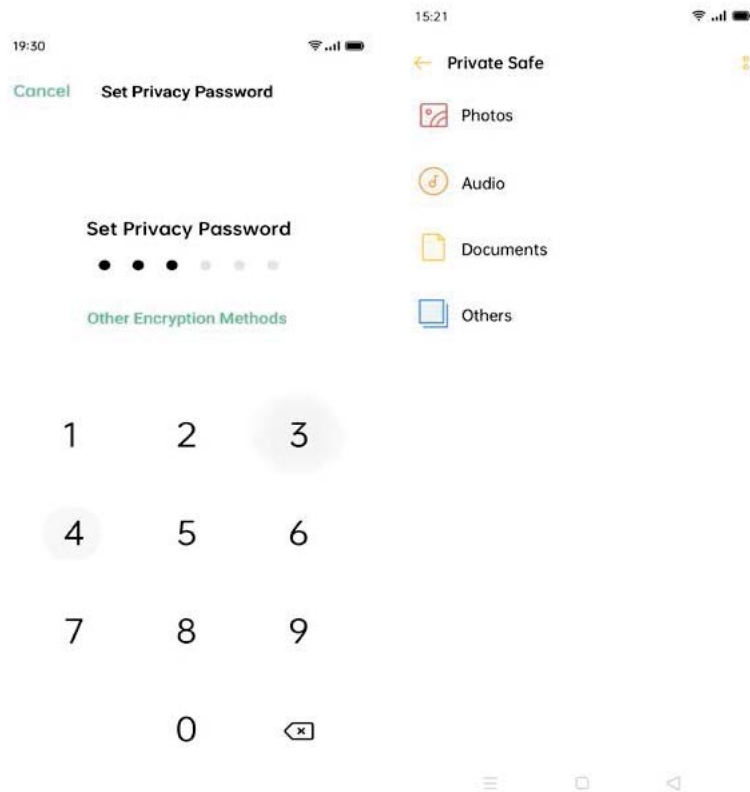 19:30
Cancel Set Privacy Password
Set Privacy Password
Other Encryption Methods
1 2 3
4 5 6
7 8 9
0
15:21
Private Safe
Photos
Audio
Documents
Others